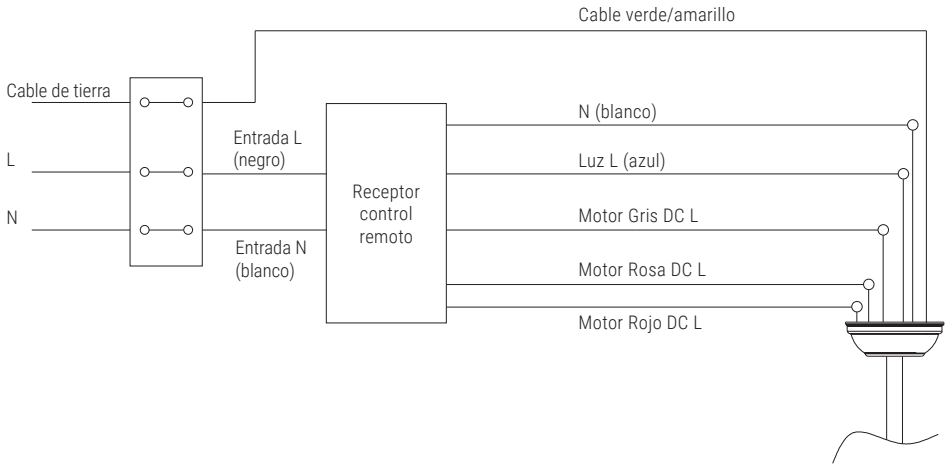 Cable verde/amarillo
Cable de tierra
L
N
Entrada L
(negro)
Entrada N
(blanco)
Receptor
control
remoto
N (blanco)
Luz L (azul)
Motor Gris DC L
Motor Rosa DC L
Motor Rojo DC L